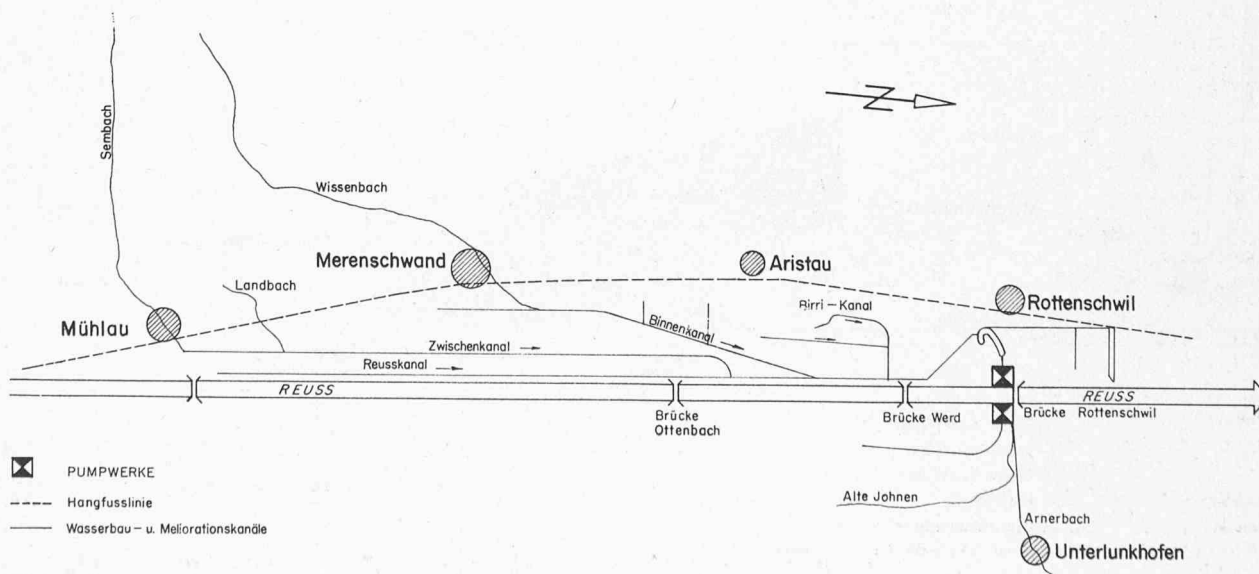 Sembach
Wissenbach
Merenschwand
Aristau
Landbach
Birri-Kanal
Rottenschwil
Mühlau
Binnenkanal
Zwischenkanal
Reusskanal
REUSS
REUSS
Brücke
Ottenbach
Brücke Werd
Brücke Rottenschwil
PUMPWERKE
Hangfusslinie
Alte Johnen
Wasserbau- u. Meliorationskanäle
Arnerbach
Unterlunkhofen